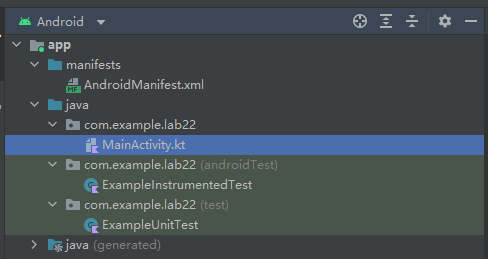 Android
app
manifests
AndroidManifest.xml
java
com.example.lab22
MainActivity.kt
com.example.lab22 (androidTest)
ExampleInstrumentedTest
com.example.lab22 (test)
ExampleUnitTest
java (generated)